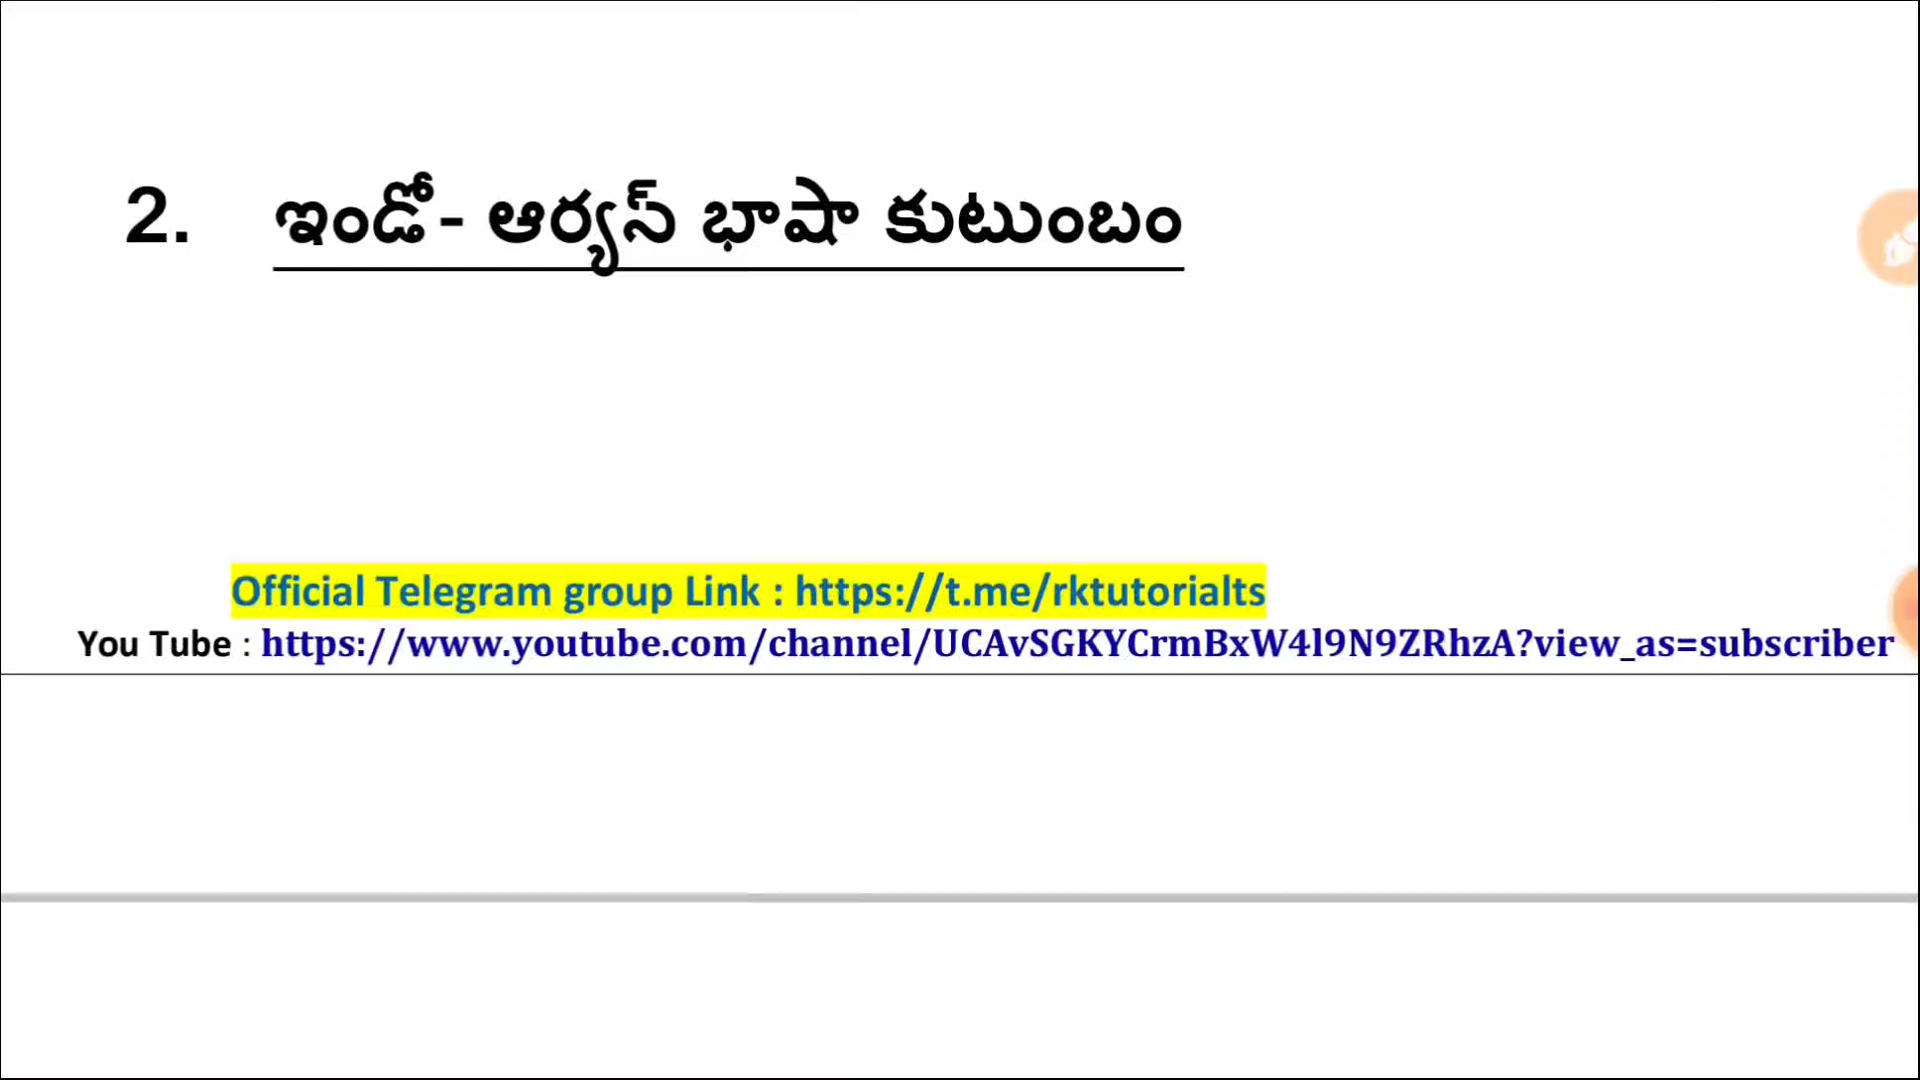 2. ఇండో- ఆర్యస్ భాషా కుటుంబం
Official Telegram group Link : https://t.me/rktutorialts
You Tube : https://www.youtube.com/channel/UCAvSGKYCrmBxW4l9N9ZRhzA?view_as=subscriber